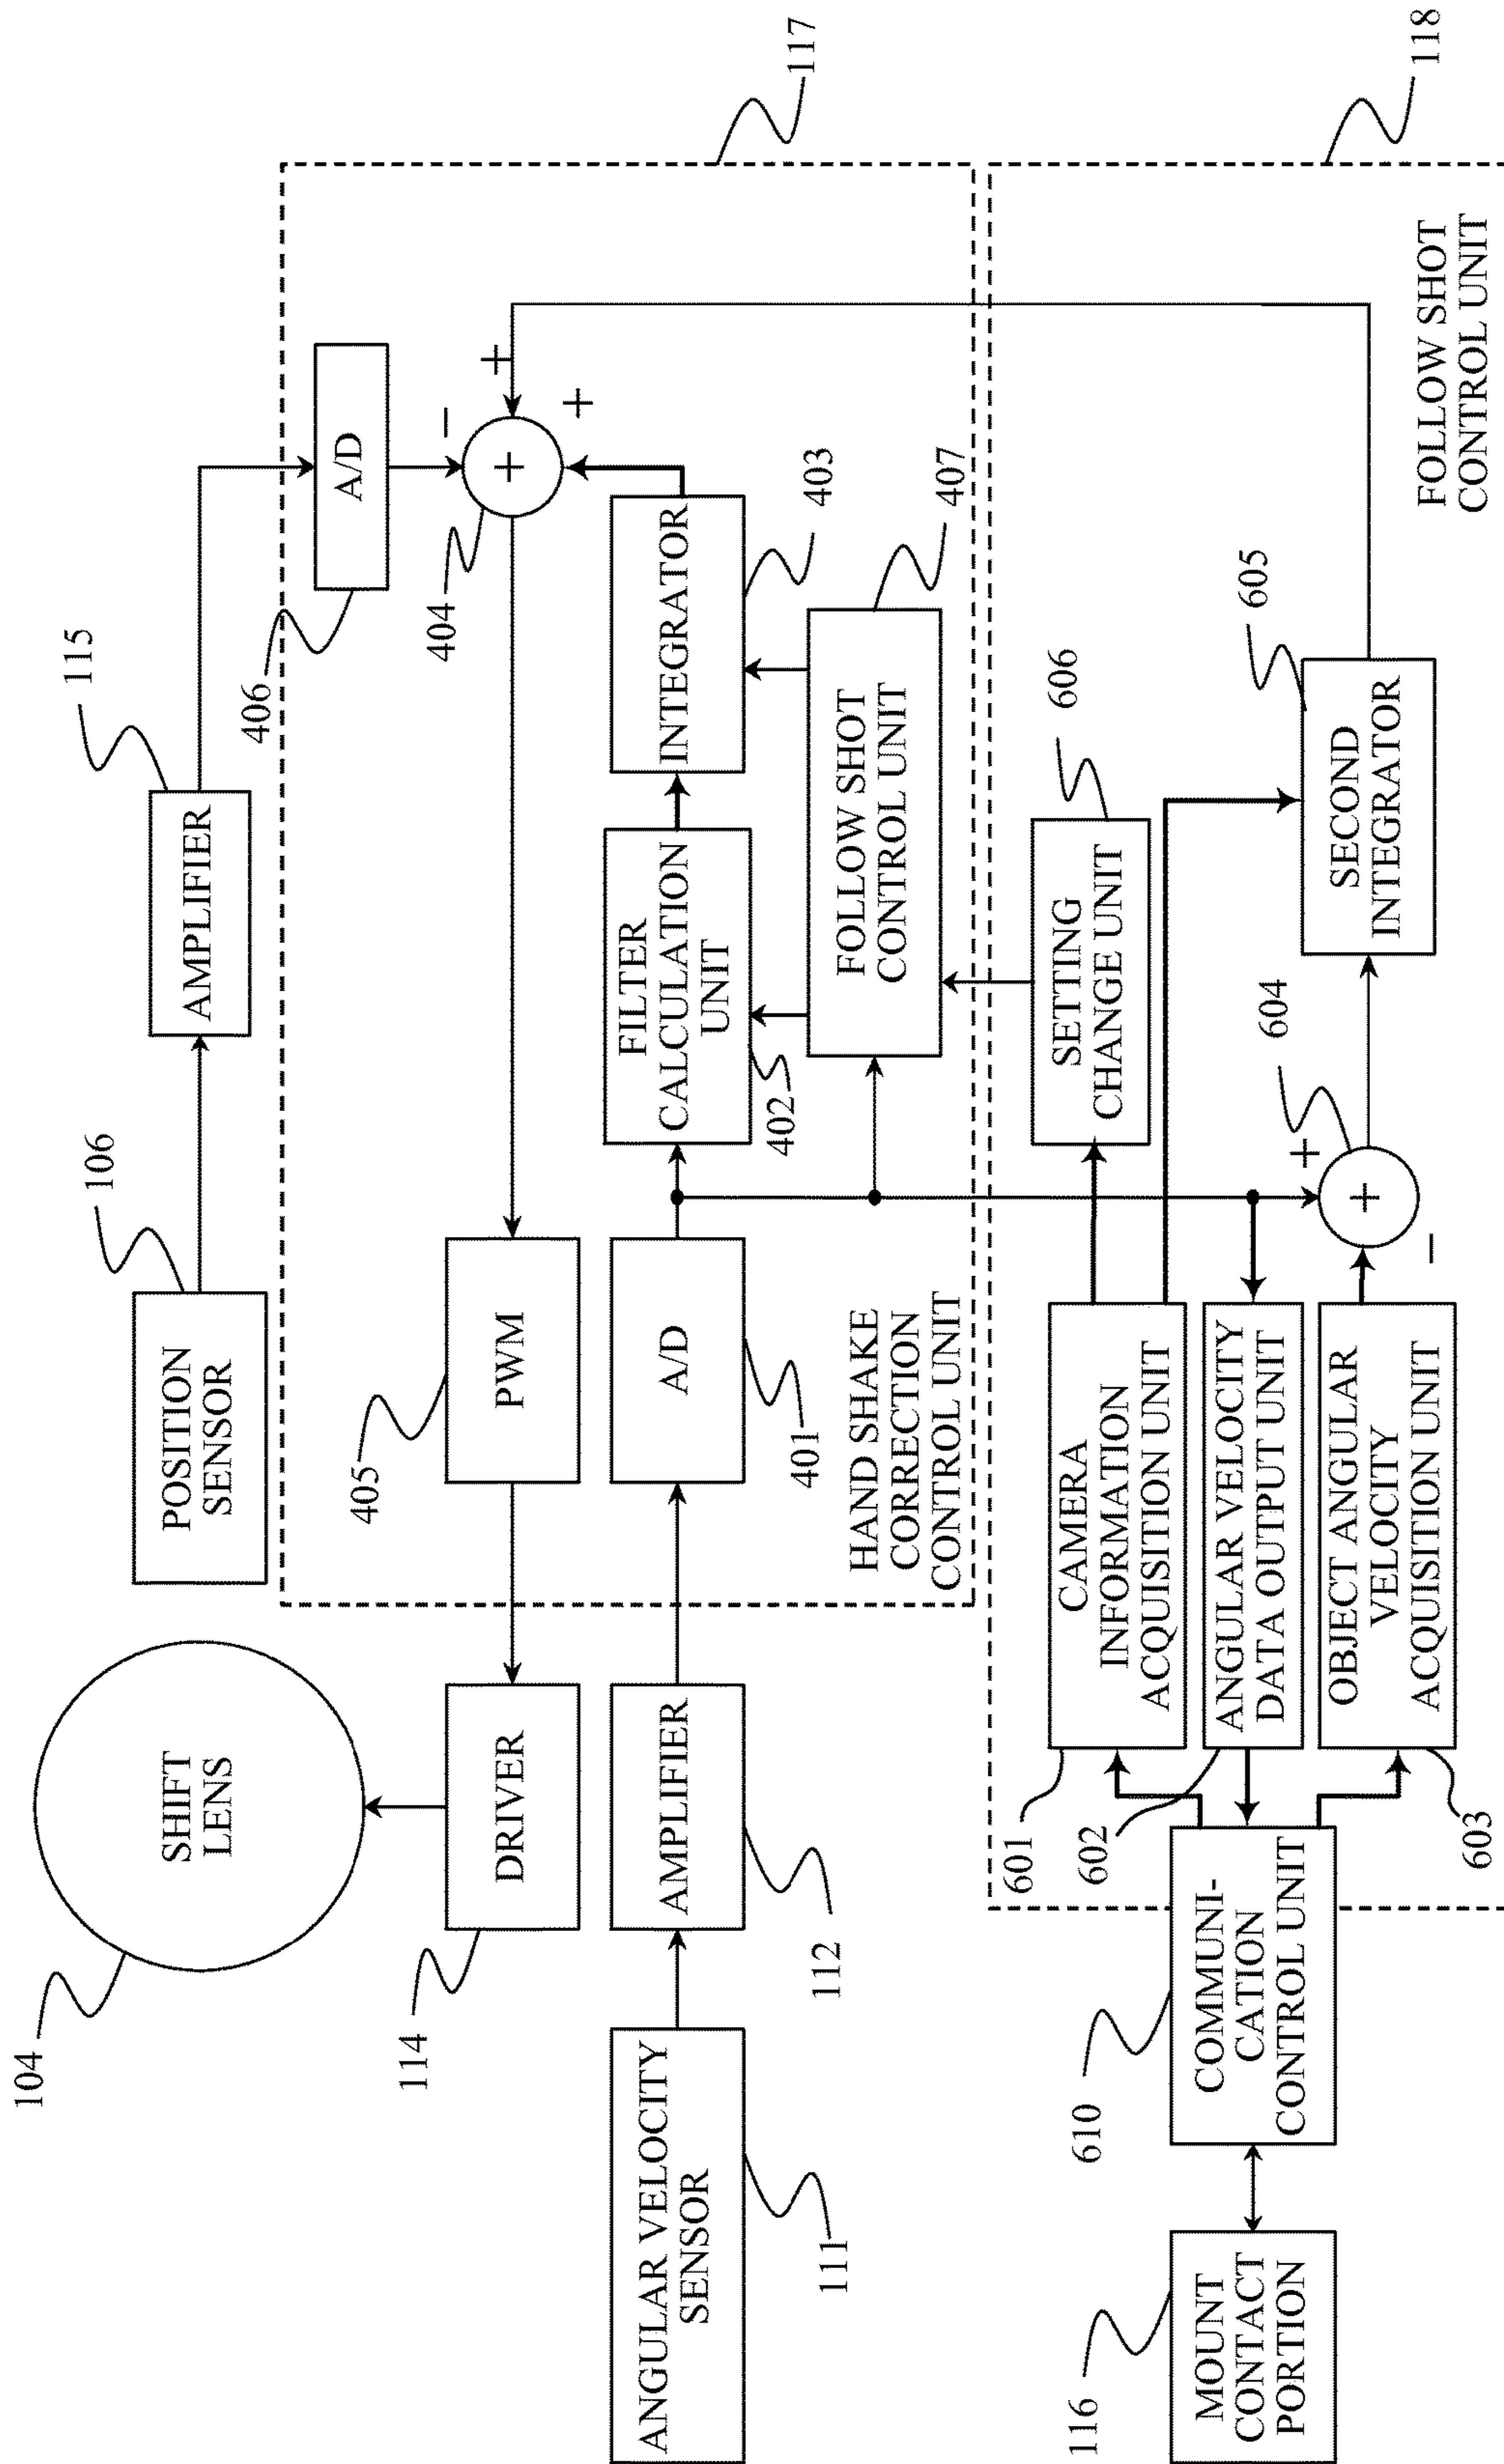 104
SHIFT
LENS
106
POSITION
SENSOR
115
AMPLIFIER
406
A/D
117
114
DRIVER
405
PWM
404
+
−
+
+
111
ANGULAR VELOCITY
SENSOR
112
AMPLIFIER
401
A/D
402
FILTER
CALCULATION
UNIT
INTEGRATOR
403
FOLLOW SHOT
CONTROL UNIT
407
HAND SHAKE
CORRECTION
CONTROL UNIT
116
MOUNT
CONTACT
PORTION
610
COMMUNI-
CATION
CONTROL UNIT
601
CAMERA
INFORMATION
ACQUISITION UNIT
602
ANGULAR VELOCITY
DATA OUTPUT UNIT
603
OBJECT ANGULAR
VELOCITY
ACQUISITION UNIT
SETTING
CHANGE UNIT
606
604
+
+
−
SECOND
INTEGRATOR
605
118
FOLLOW SHOT
CONTROL UNIT